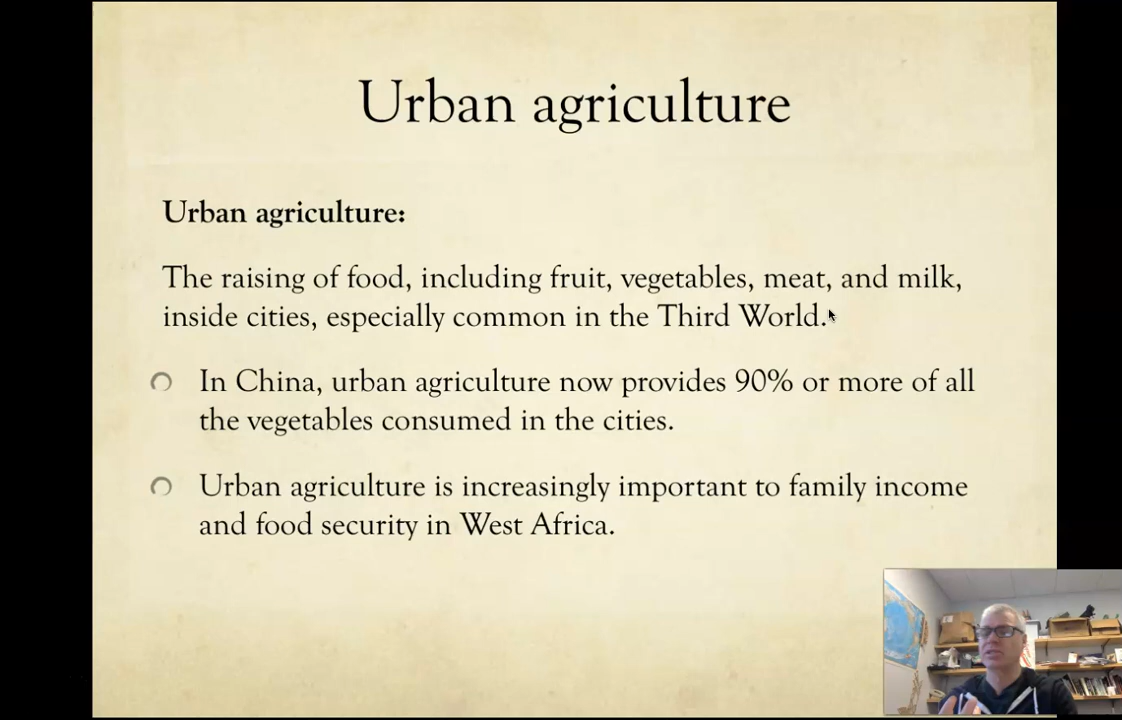 Urban agriculture
Urban agriculture:
The raising of food, including fruit, vegetables, meat, and milk,
inside cities, especially common in the Third World.
In China, urban agriculture now provides 90% or more of all
the vegetables consumed in the cities.
Urban agriculture is increasingly important to family income
and food security in West Africa.